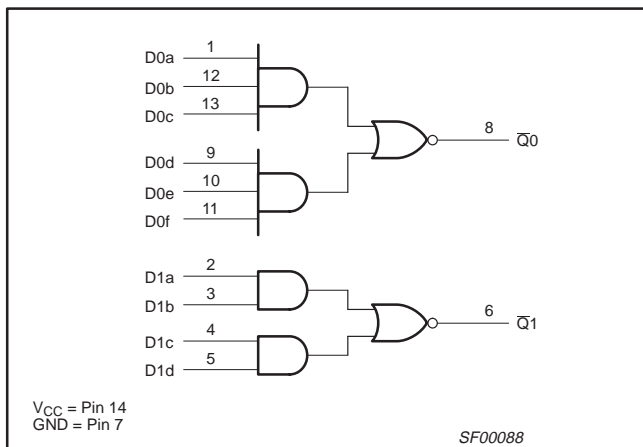 D0a 1
D0b 12
D0c 13
D0d 9
D0e 10
D0f 11
8 Q̅0
D1a 2
D1b 3
D1c 4
D1d 5
6 Q̅1
VCC = Pin 14
GND = Pin 7
SF00088